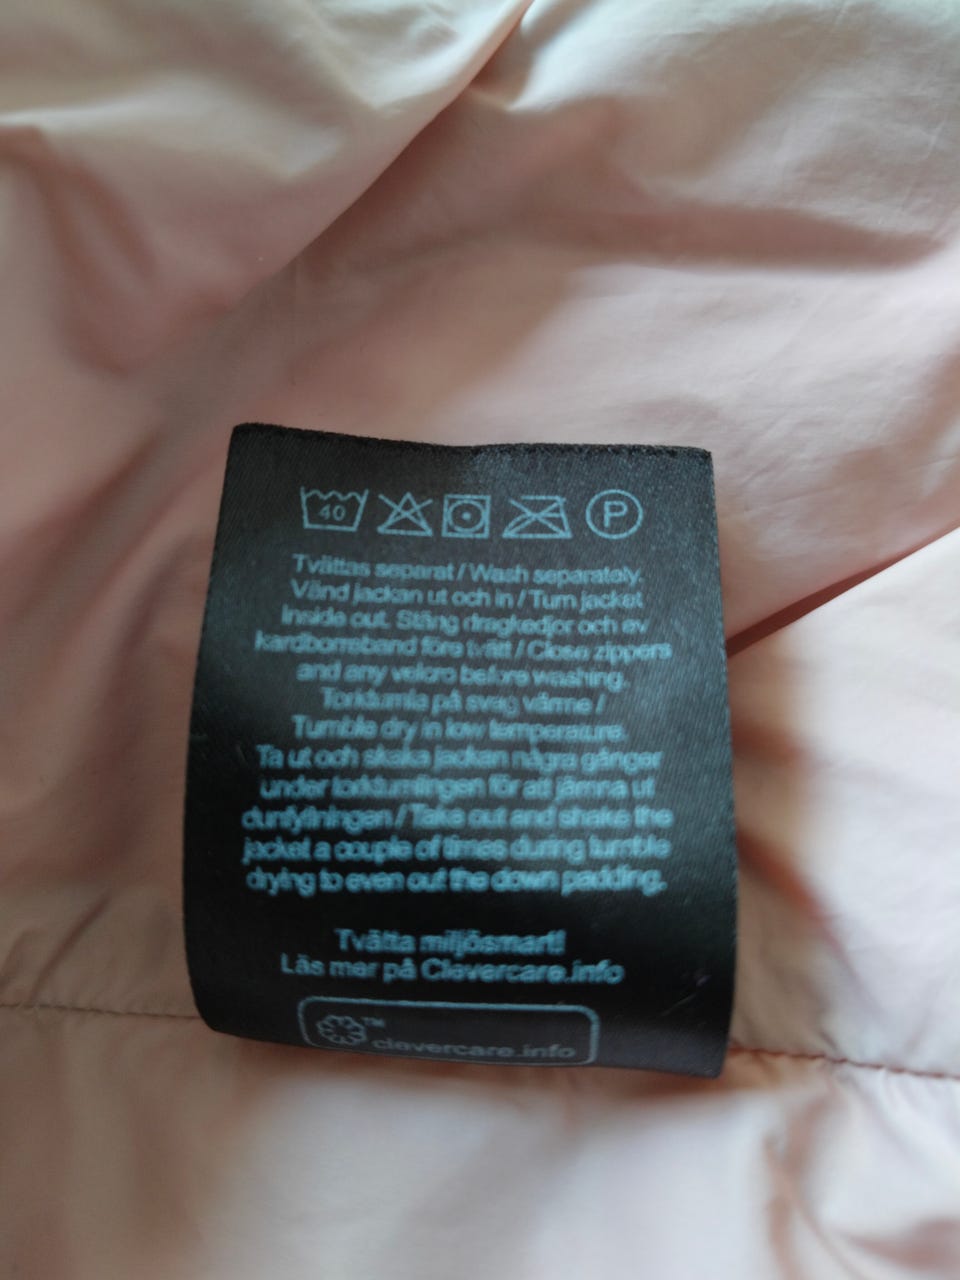 40 P
Tvättas separat / Wash separately.
Vänd jackan ut och in / Turn jacket
inside out. Stäng dragkedjor och ev
kardborreband före tvätt / Close zippers
and any velcro before washing.
Torktumla på svag värme /
Tumble dry in low temperature.
Ta ut och skaka jackan några gånger
under torktumlingen för att jämna ut
dunfyllningen / Take out and shake the
jacket a couple of times during tumble
drying to even out the down padding.
Tvätta miljösmart!
Läs mer på Clevercare.info
TM
clevercare.info